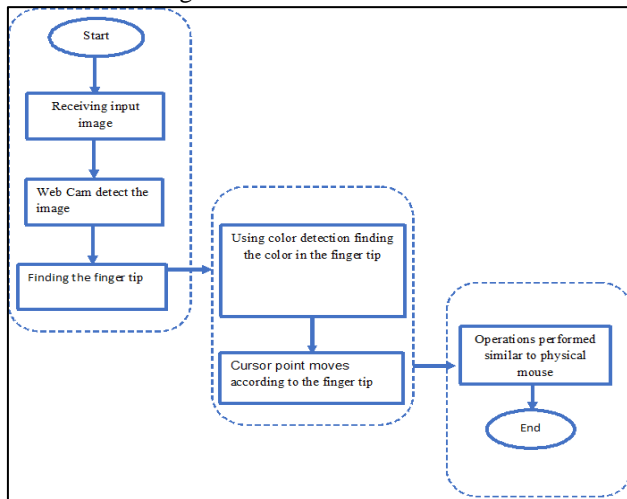 Start
Receiving input
image
Web Cam detect the
image
Finding the finger tip
Using color detection finding
the color in the finger tip
Cursor point moves
according to the finger tip
Operations performed
similar to physical
mouse
End